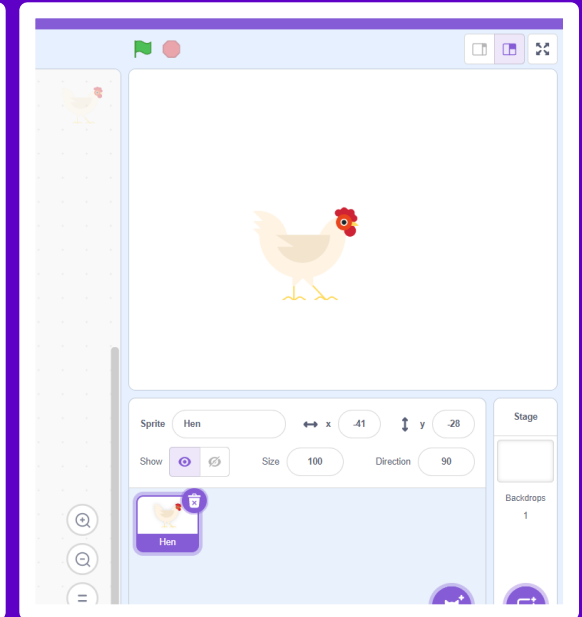 Sprite Hen x -41 y -28
Show Size 100 Direction 90
Hen
Stage
Backdrops
1